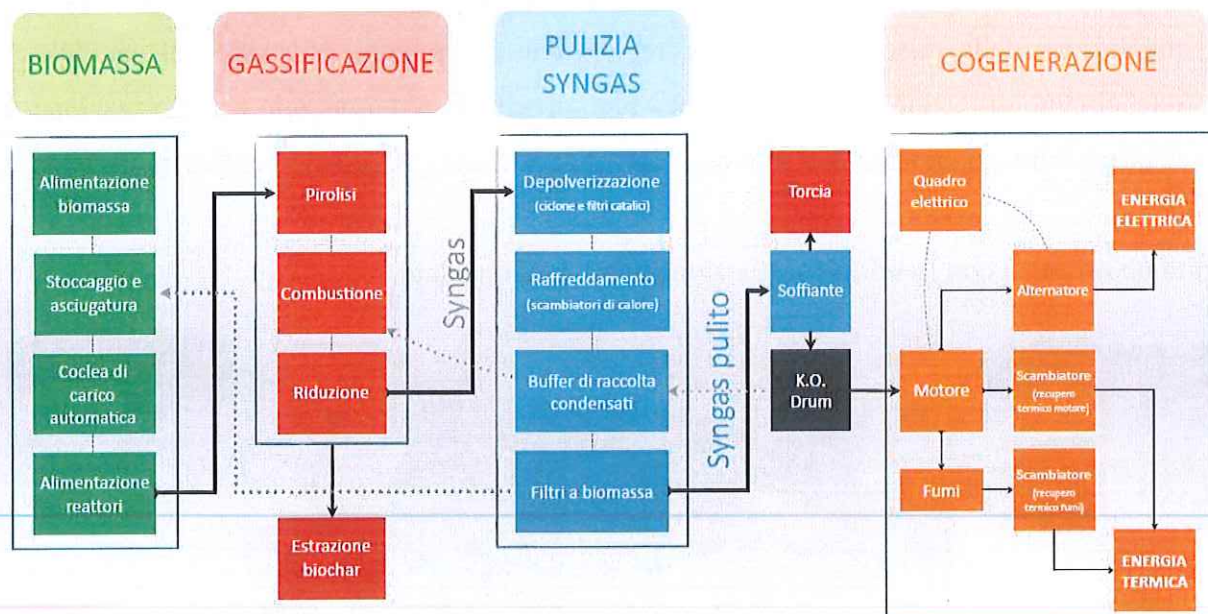 BIOMASSA
GASSIFICAZIONE
PULIZIA
SYNGAS
COGENERAZIONE
Alimentazione
biomassa
Stoccaggio e
asciugatura
Coclea di
carico
automatica
Alimentazione
reattori
Pirolisi
Combustione
Riduzione
Estrazione
biochar
Syngas
Depolverizzazione
(ciclone e filtri catalici)
Raffreddamento
(scambiatori di calore)
Buffer di raccolta
condensati
Filtri a biomassa
Syngas pulito
Torcia
Soffiante
K.O.
Drum
Quadro
elettrico
Motore
Fumi
Alternatore
Scambiatore
(recupero
termico motore)
Scambiatore
(recupero
termico fumi)
ENERGIA
ELETTRICA
ENERGIA
TERMICA